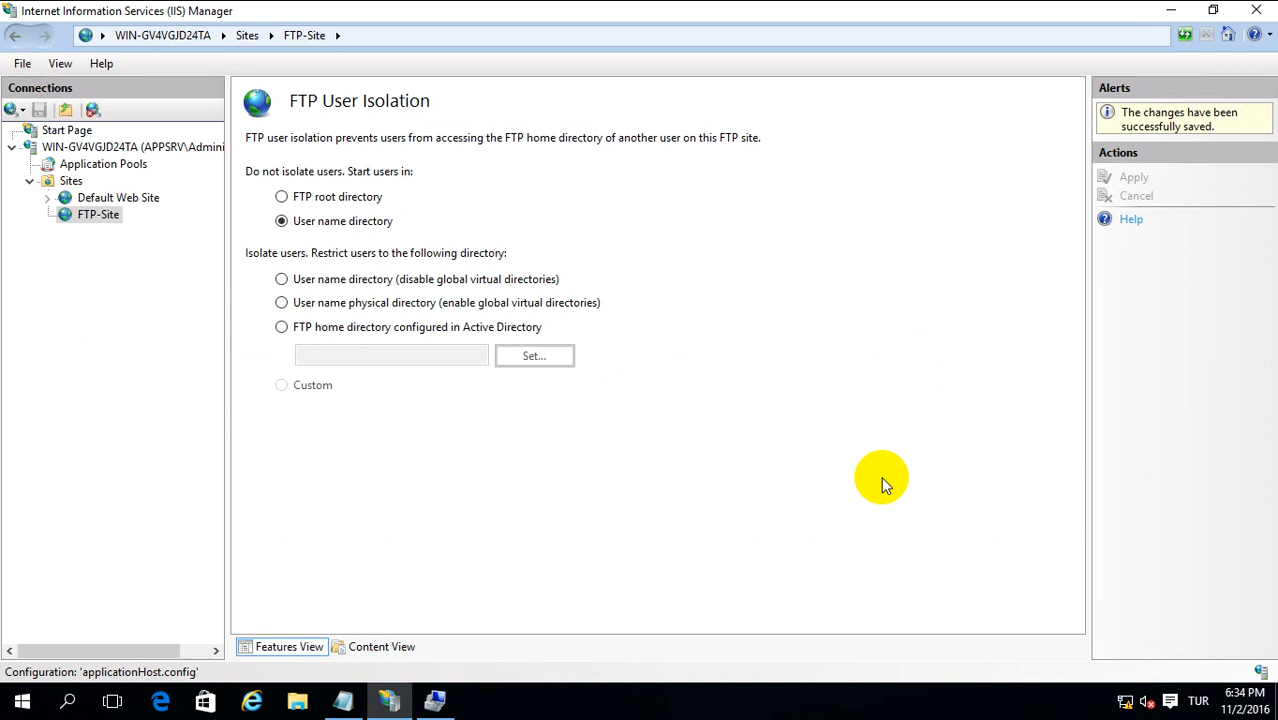 Internet Information Services (IIS) Manager
WIN-GV4VGJD24TA
Sites
FTP-Site
File View Help
Connections
Start Page
WIN-GV4VGJD24TA (APPSRV\Admini
Application Pools
Sites
Default Web Site
FTP-Site
FTP User Isolation
FTP user isolation prevents users from accessing the FTP home directory of another user on this FTP site.
Do not isolate users. Start users in:
FTP root directory
User name directory
Isolate users. Restrict users to the following directory:
User name directory (disable global virtual directories)
User name physical directory (enable global virtual directories)
FTP home directory configured in Active Directory
Set...
Custom
Features View
Content View
Alerts
The changes have been
successfully saved.
Actions
Apply
Cancel
Help
Configuration: 'applicationHost.config'
TUR
6:34 PM
11/2/2016